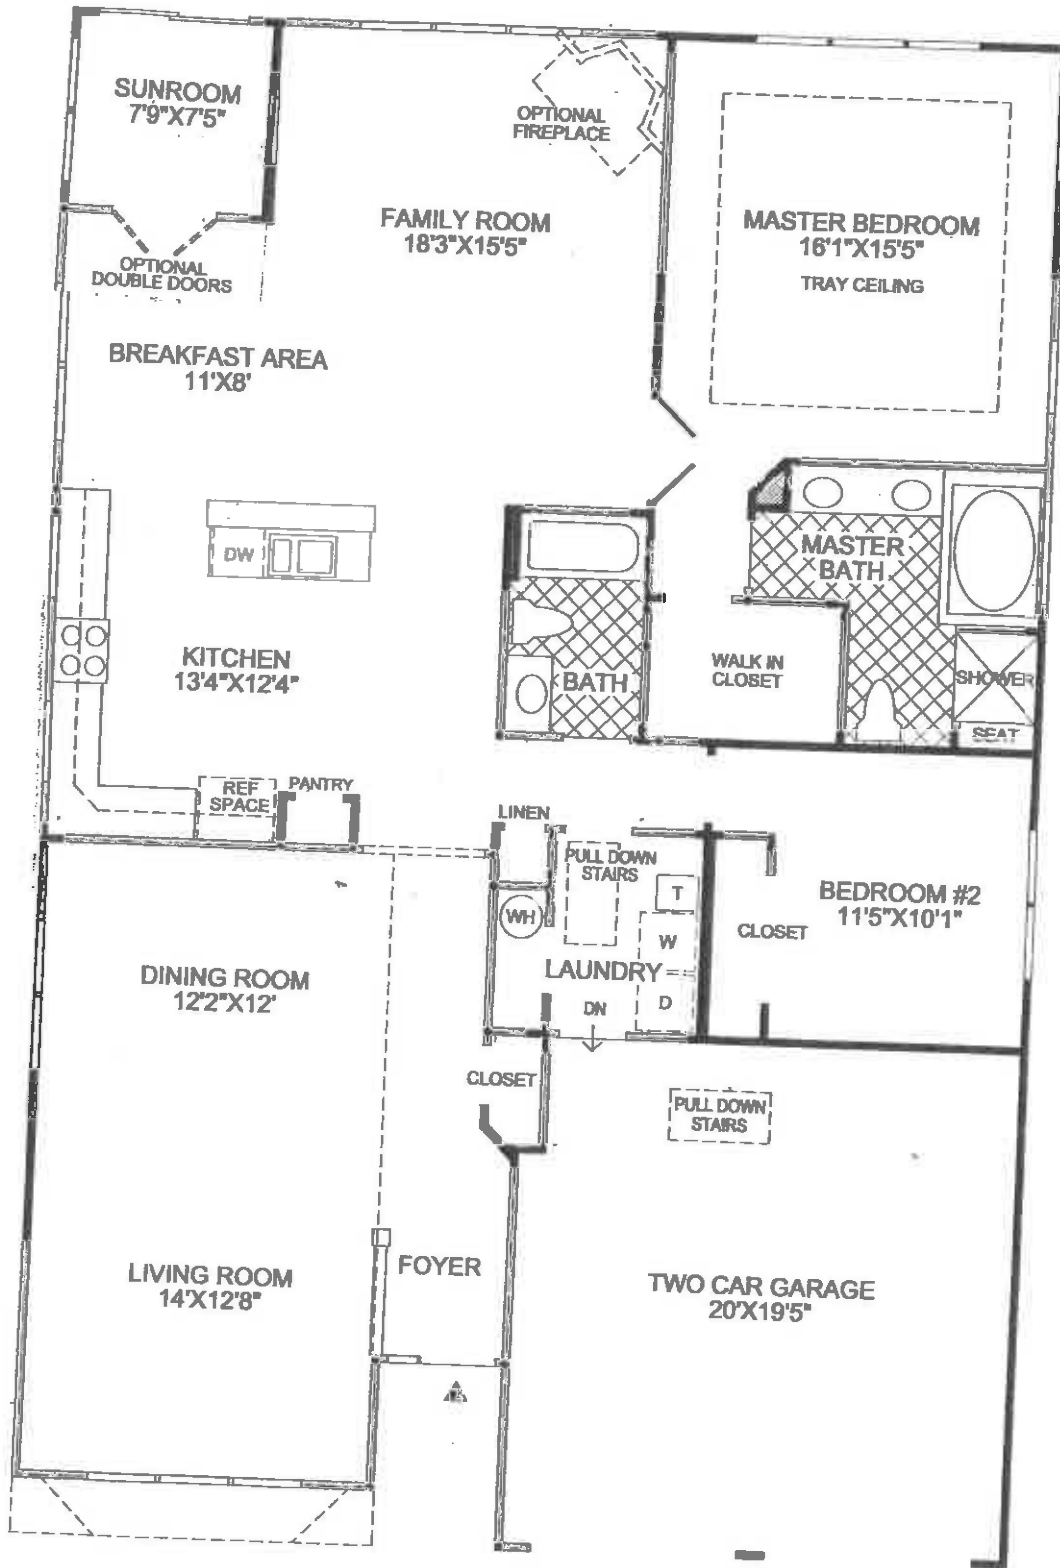 SUNROOM
7'9"X7'5"
OPTIONAL
FIREPLACE
FAMILY ROOM
18'3"X15'5"
MASTER BEDROOM
16'1"X15'5"
TRAY CEILING
OPTIONAL
DOUBLE DOORS
BREAKFAST AREA
11'X8'
DW
MASTER
BATH
KITCHEN
13'4"X12'4"
BATH
WALK IN
CLOSET
SHOWER
SEAT
REF
SPACE
PANTRY
LINEN
PULL DOWN
STAIRS
T
WH
W
LAUNDRY
D
DN
BEDROOM #2
11'5"X10'1"
CLOSET
DINING ROOM
12'2"X12'
CLOSET
PULL DOWN
STAIRS
LIVING ROOM
14'X12'8"
FOYER
TWO CAR GARAGE
20'X19'5"